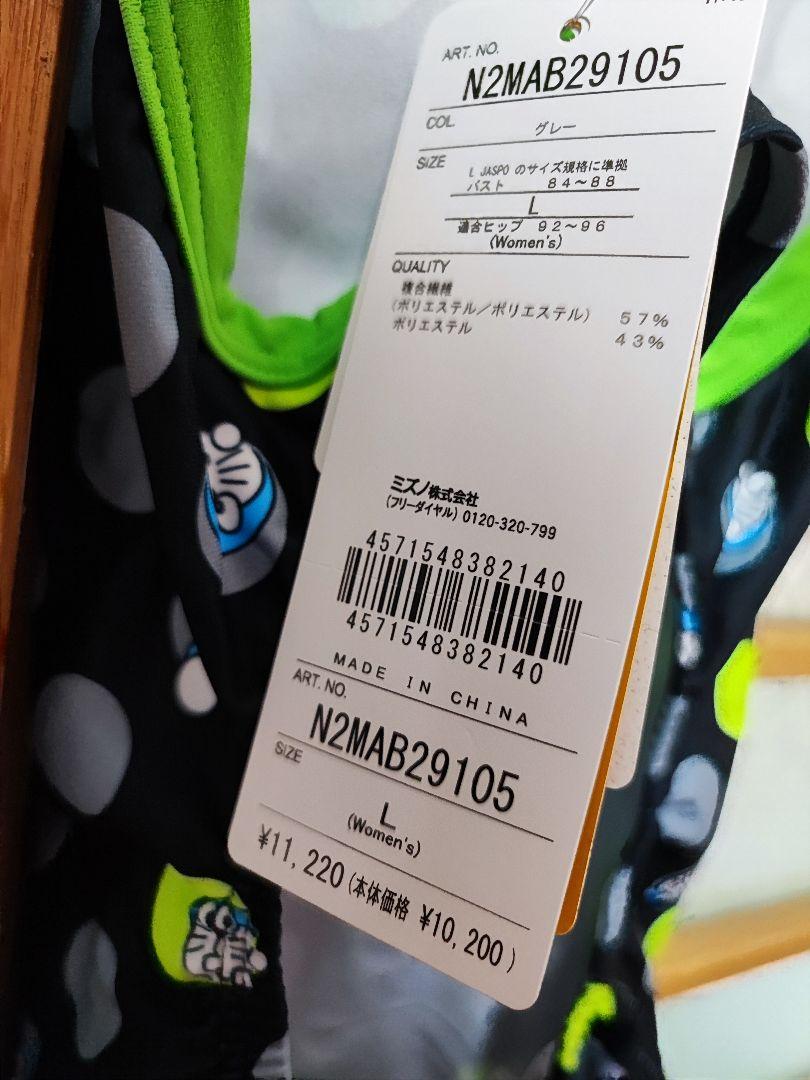 ART. NO.
N2MAB29105
COL
グレー
SIZE
L JASPO のサイズ規格に準拠
バスト 84～88
L
適合ヒップ 92～96
(Women's)
QUALITY
複合繊維
(ポリエステル/ポリエステル) 57%
ポリエステル 43%
ミズノ株式会社
(フリーダイヤル) 0120-320-799
4571548382140
4571548382140
MADE IN CHINA
ART. NO.
N2MAB29105
SIZE
L
(Women's)
¥11,220(本体価格 ¥10,200)